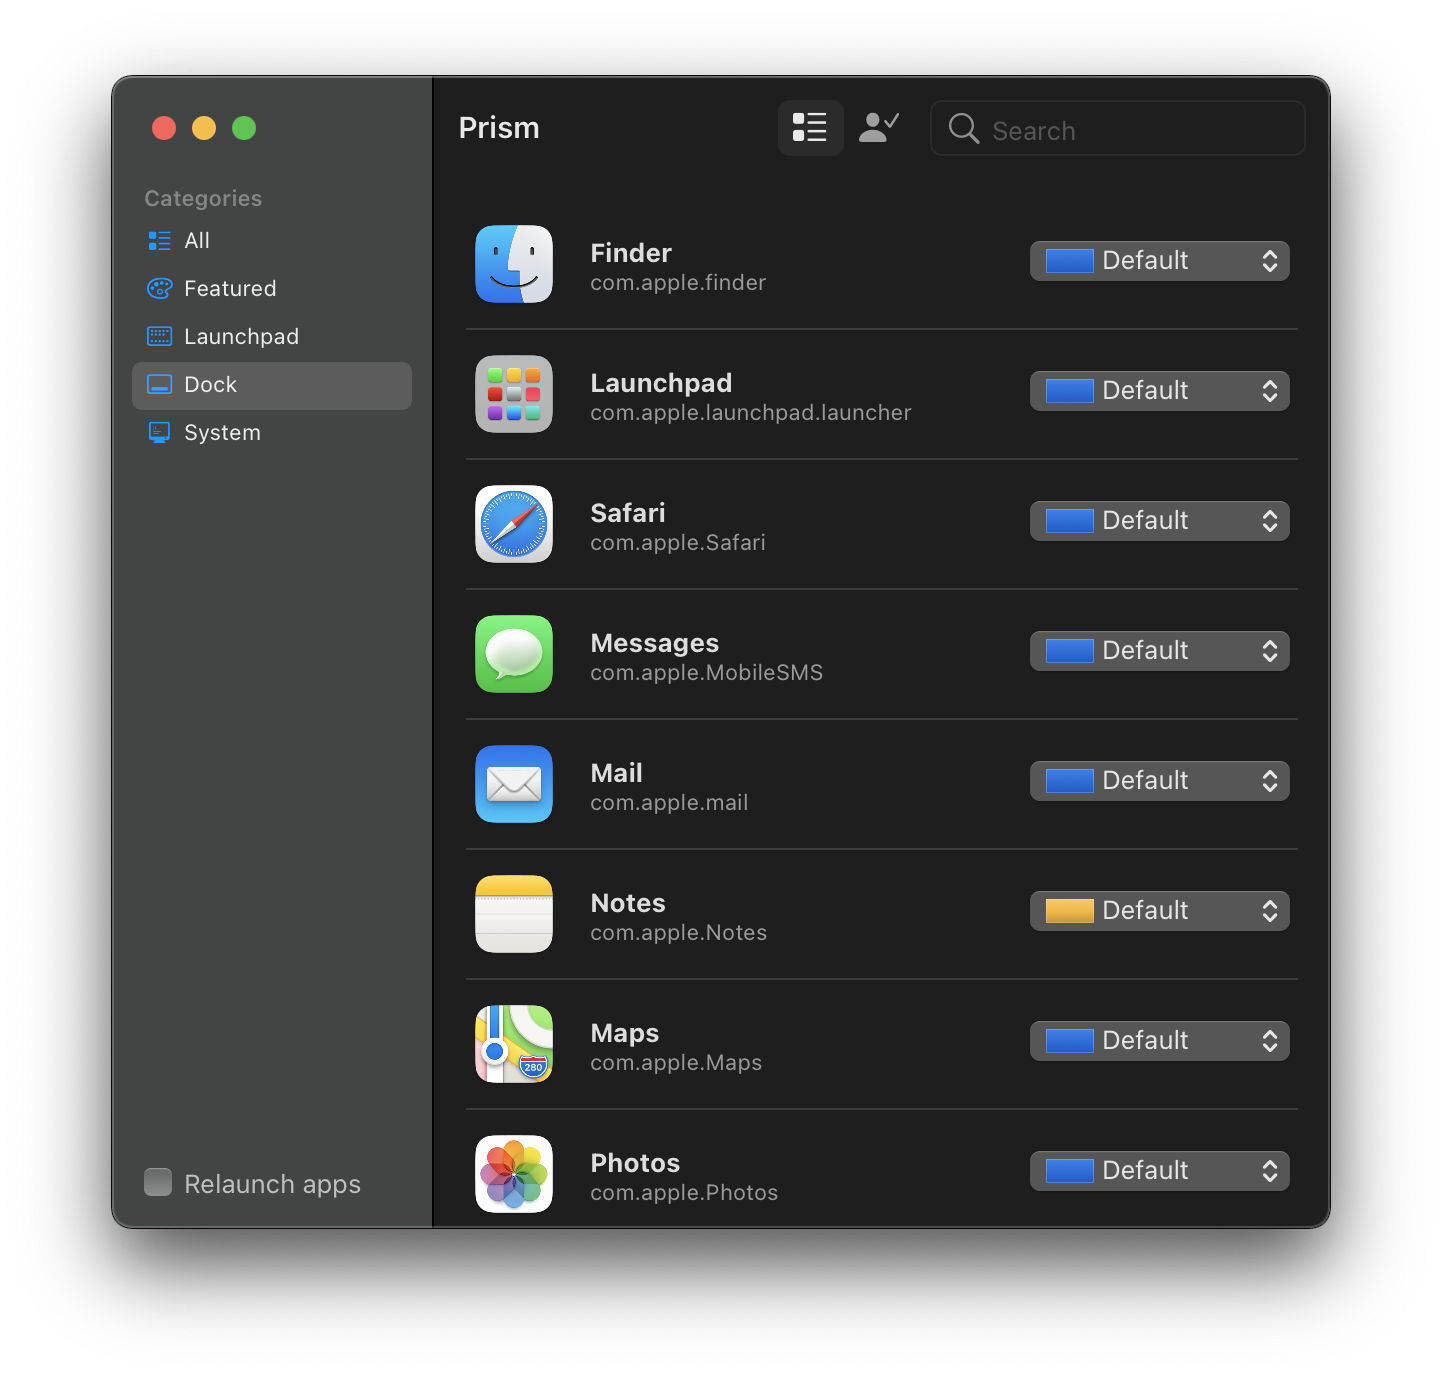 Prism
Search
Categories
All
Featured
Launchpad
Dock
System
Relaunch apps
Finder
com.apple.finder
Default
Launchpad
com.apple.launchpad.launcher
Default
Safari
com.apple.Safari
Default
Messages
com.apple.MobileSMS
Default
Mail
com.apple.mail
Default
Notes
com.apple.Notes
Default
280
Maps
com.apple.Maps
Default
Photos
com.apple.Photos
Default